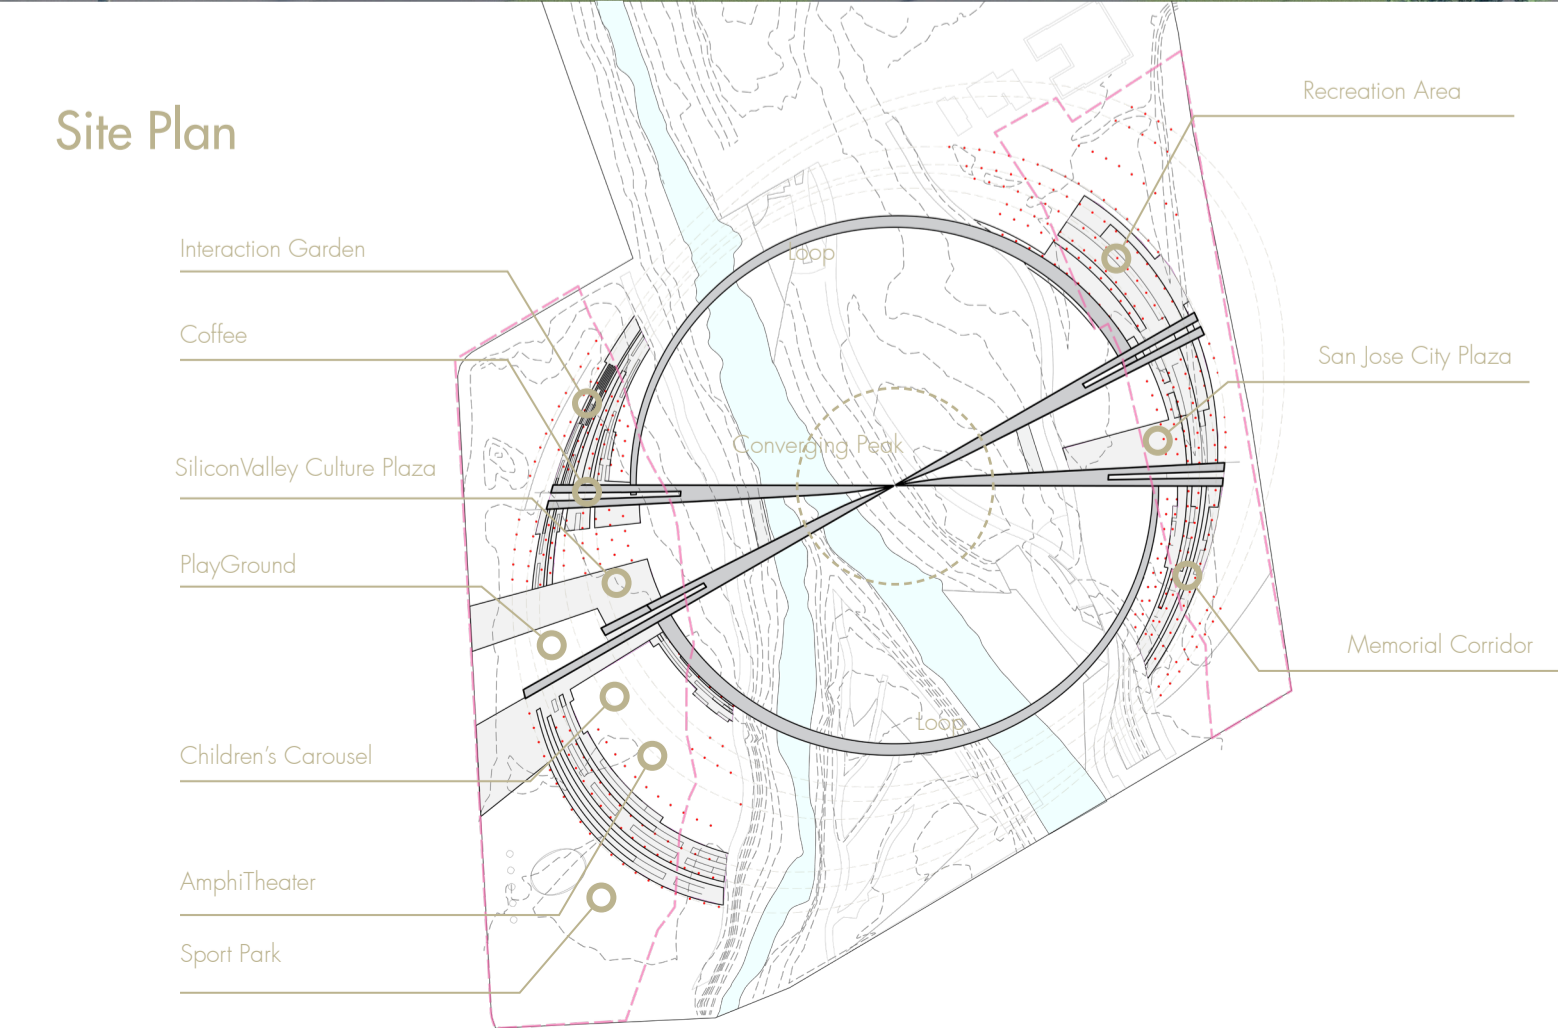 Site Plan
Recreation Area
Interaction Garden
Loop
Coffee
San Jose City Plaza
Converging Peak
SiliconValley Culture Plaza
PlayGround
Memorial Corridor
Loop
Children's Carousel
AmphiTheater
Sport Park